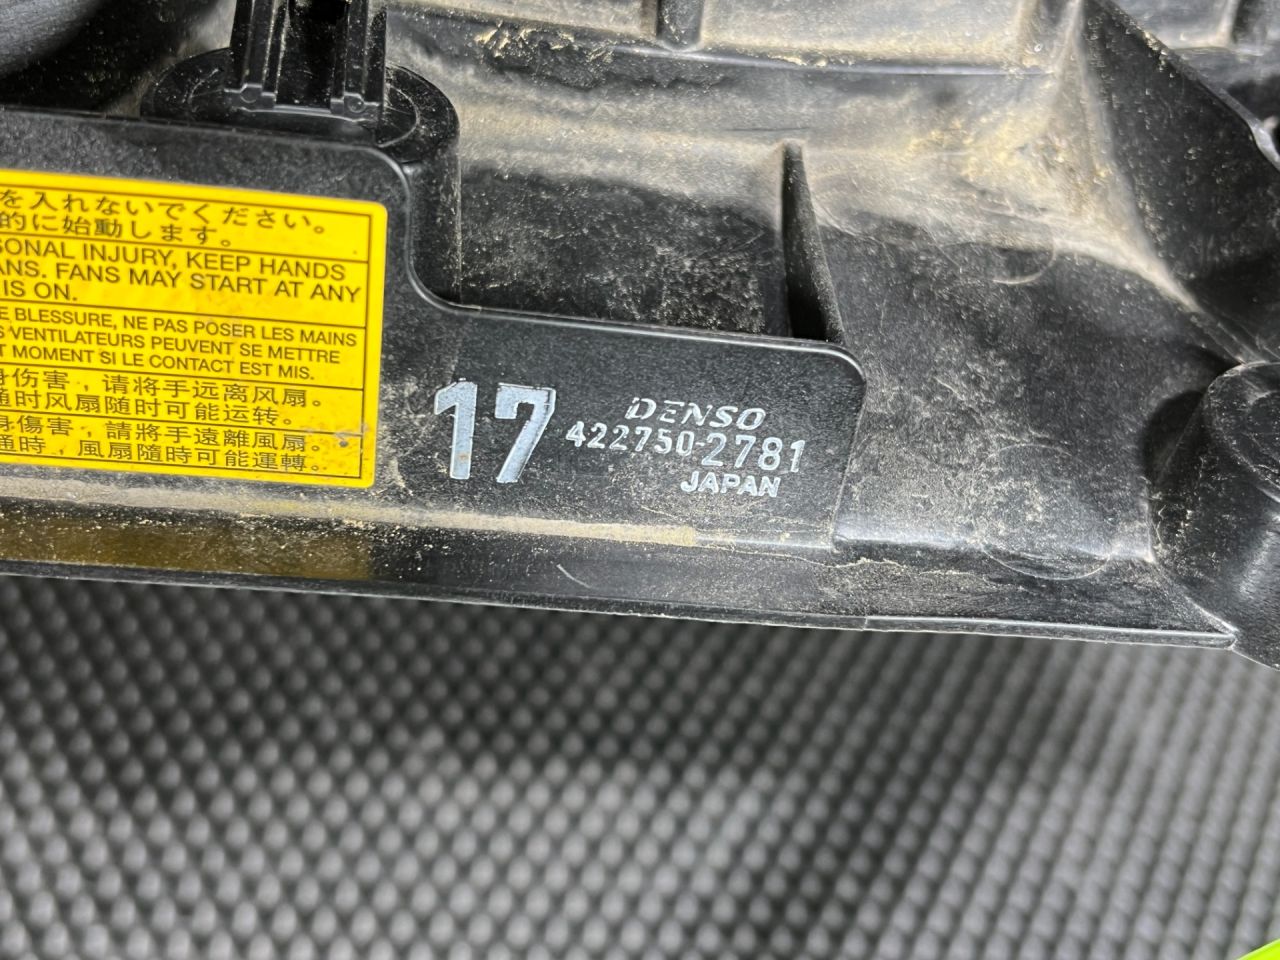 を入れないでください。
的に始動します。
SONAL INJURY, KEEP HANDS
ANS. FANS MAY START AT ANY
IS ON.
E BLESSURE, NE PAS POSER LES MAINS
S VENTILATEURS PEUVENT SE METTRE
T MOMENT SI LE CONTACT EST MIS.
身伤害，请将手远离风扇。
通时风扇随时可能运转。
身傷害，請將手遠離風扇。
通時，風扇隨時可能運轉。
17
DENSO
422750-2781
JAPAN